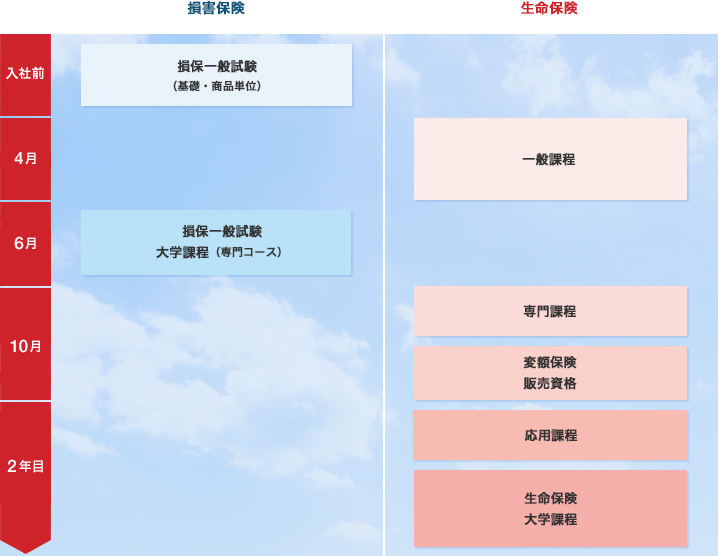 損害保険
生命保険
入社前
損保一般試験
（基礎・商品単位）
4月
一般課程
6月
損保一般試験
大学課程（専門コース）
10月
専門課程
変額保険
販売資格
2年目
応用課程
生命保険
大学課程